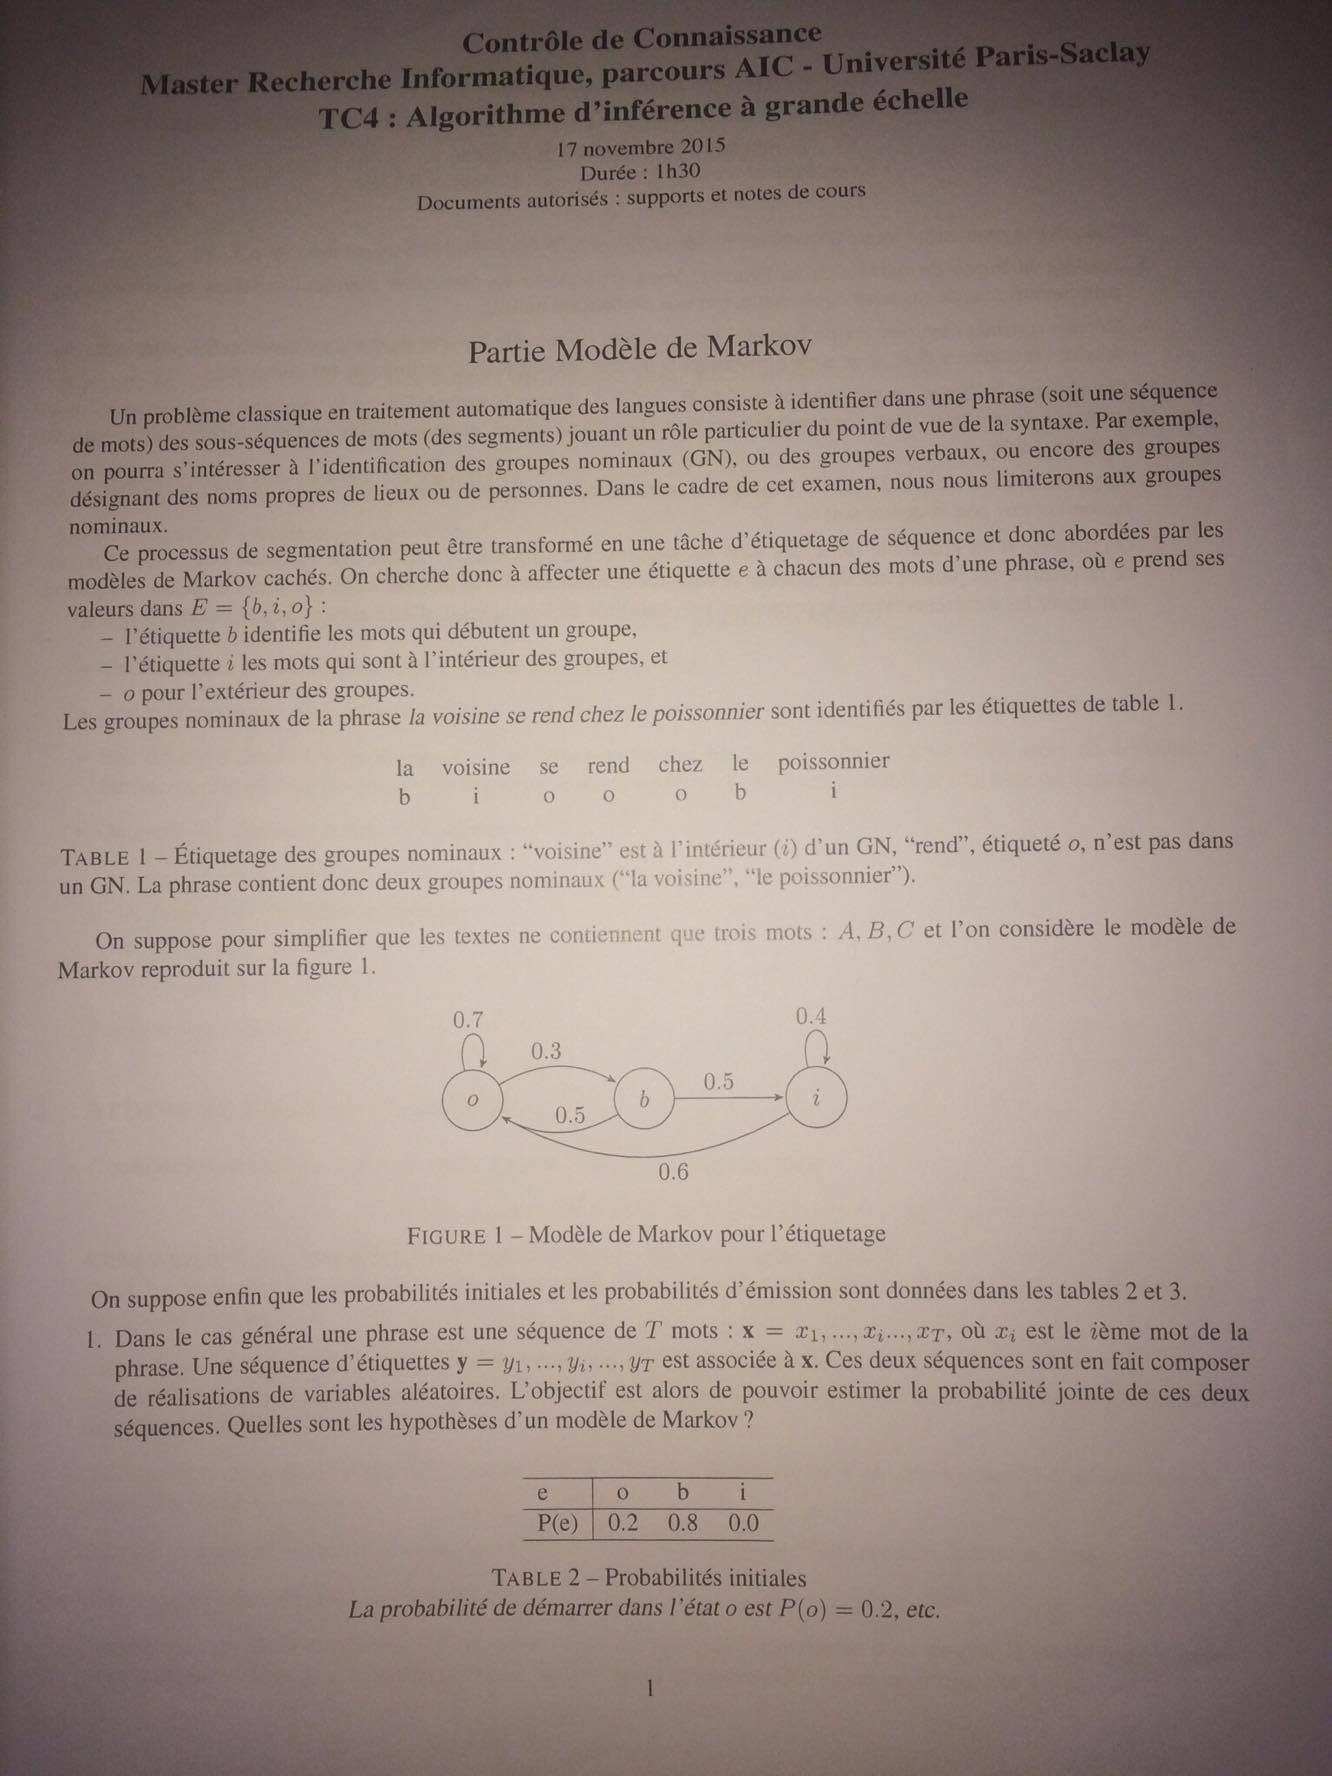 Contrôle de Connaissance
Master Recherche Informatique, parcours AIC - Université Paris-Saclay
TC4 : Algorithme d'inférence à grande échelle
17 novembre 2015
Durée : 1h30
Documents autorisés : supports et notes de cours
Partie Modèle de Markov
Un problème classique en traitement automatique des langues consiste à identifier dans une phrase (soit une séquence
de mots) des sous-séquences de mots (des segments) jouant un rôle particulier du point de vue de la syntaxe. Par exemple,
on pourra s'intéresser à l'identification des groupes nominaux (GN), ou des groupes verbaux, ou encore des groupes
désignant des noms propres de lieux ou de personnes. Dans le cadre de cet examen, nous nous limiterons aux groupes
nominaux.
Ce processus de segmentation peut être transformé en une tâche d'étiquetage de séquence et donc abordées par les
modèles de Markov cachés. On cherche donc à affecter une étiquette e à chacun des mots d'une phrase, où e prend ses
valeurs dans E = {b, i, o} :
– l'étiquette b identifie les mots qui débutent un groupe,
– l'étiquette i les mots qui sont à l'intérieur des groupes, et
– o pour l'extérieur des groupes.
Les groupes nominaux de la phrase la voisine se rend chez le poissonnier sont identifiés par les étiquettes de table 1.
la voisine se rend chez le poissonnier
b i o o o b i
TABLE 1 – Étiquetage des groupes nominaux : "voisine" est à l'intérieur (i) d'un GN, "rend", étiqueté o, n'est pas dans
un GN. La phrase contient donc deux groupes nominaux ("la voisine", "le poissonnier").
On suppose pour simplifier que les textes ne contiennent que trois mots : A, B, C et l'on considère le modèle de
Markov reproduit sur la figure 1.
0.7 0.4
0.3
0.5
o b i
0.5
0.6
FIGURE 1 – Modèle de Markov pour l'étiquetage
On suppose enfin que les probabilités initiales et les probabilités d'émission sont données dans les tables 2 et 3.
1. Dans le cas général une phrase est une séquence de T mots : x = x₁, ..., xᵢ..., x_T, où xᵢ est le ième mot de la
phrase. Une séquence d'étiquettes y = y₁, ..., yᵢ, ..., y_T est associée à x. Ces deux séquences sont en fait composer
de réalisations de variables aléatoires. L'objectif est alors de pouvoir estimer la probabilité jointe de ces deux
séquences. Quelles sont les hypothèses d'un modèle de Markov ?
e o b i
P(e) 0.2 0.8 0.0
TABLE 2 – Probabilités initiales
La probabilité de démarrer dans l'état o est P(o) = 0.2, etc.
1